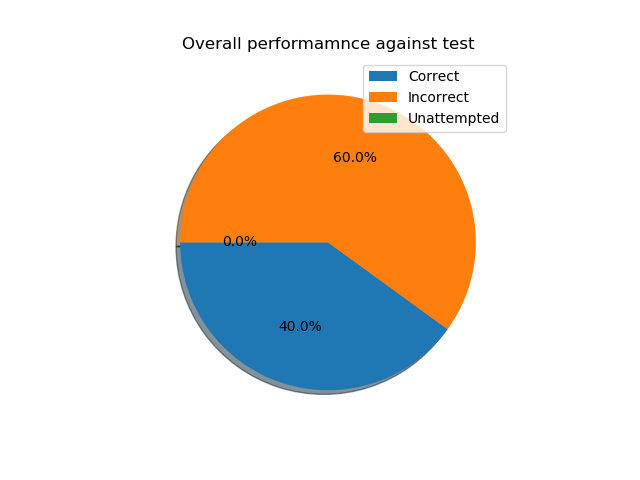 Overall performamnce against test
Correct
Incorrect
Unattempted
60.0%
0.0%
40.0%